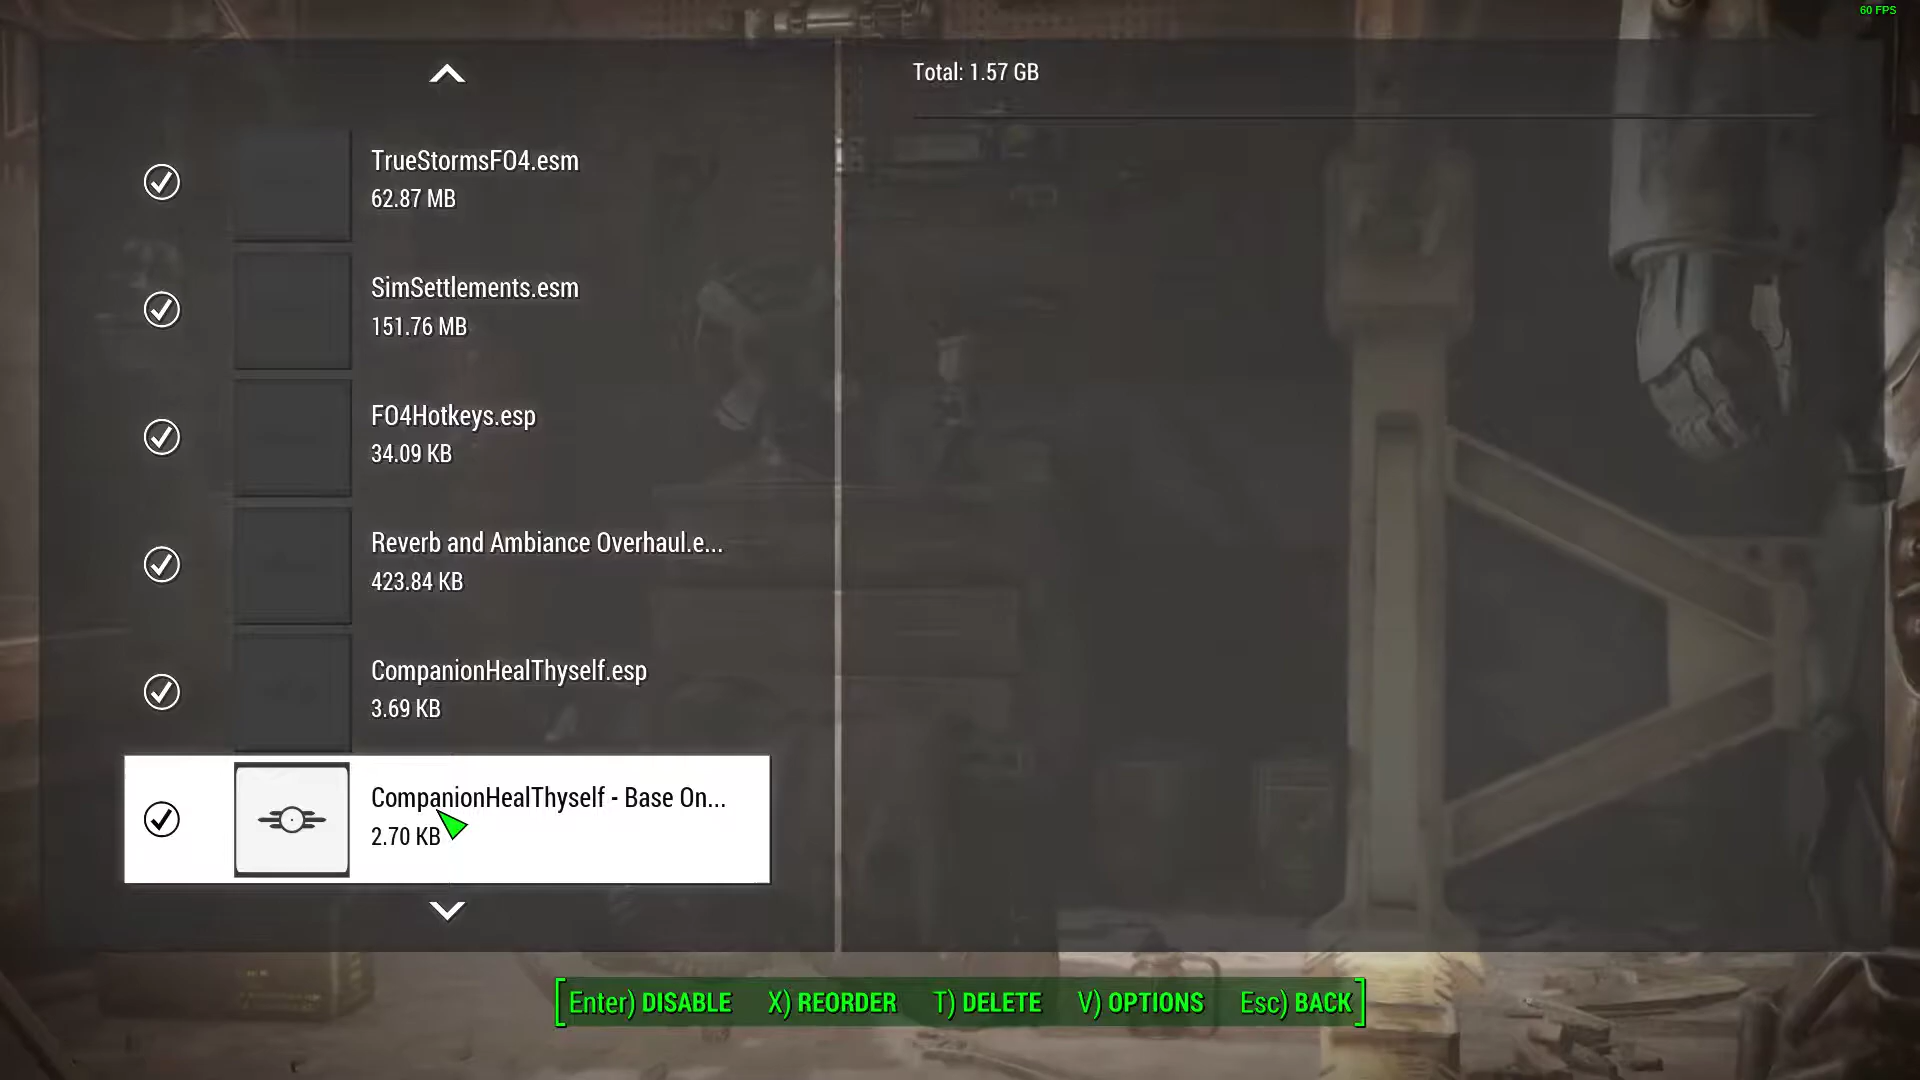 60 FPS
Total: 1.57 GB
TrueStormsFO4.esm
62.87 MB
SimSettlements.esm
151.76 MB
FO4Hotkeys.esp
34.09 KB
Reverb and Ambiance Overhaul.e...
423.84 KB
CompanionHealThyself.esp
3.69 KB
CompanionHealThyself - Base On...
2.70 KB
Enter) DISABLE X) REORDER T) DELETE V) OPTIONS Esc) BACK